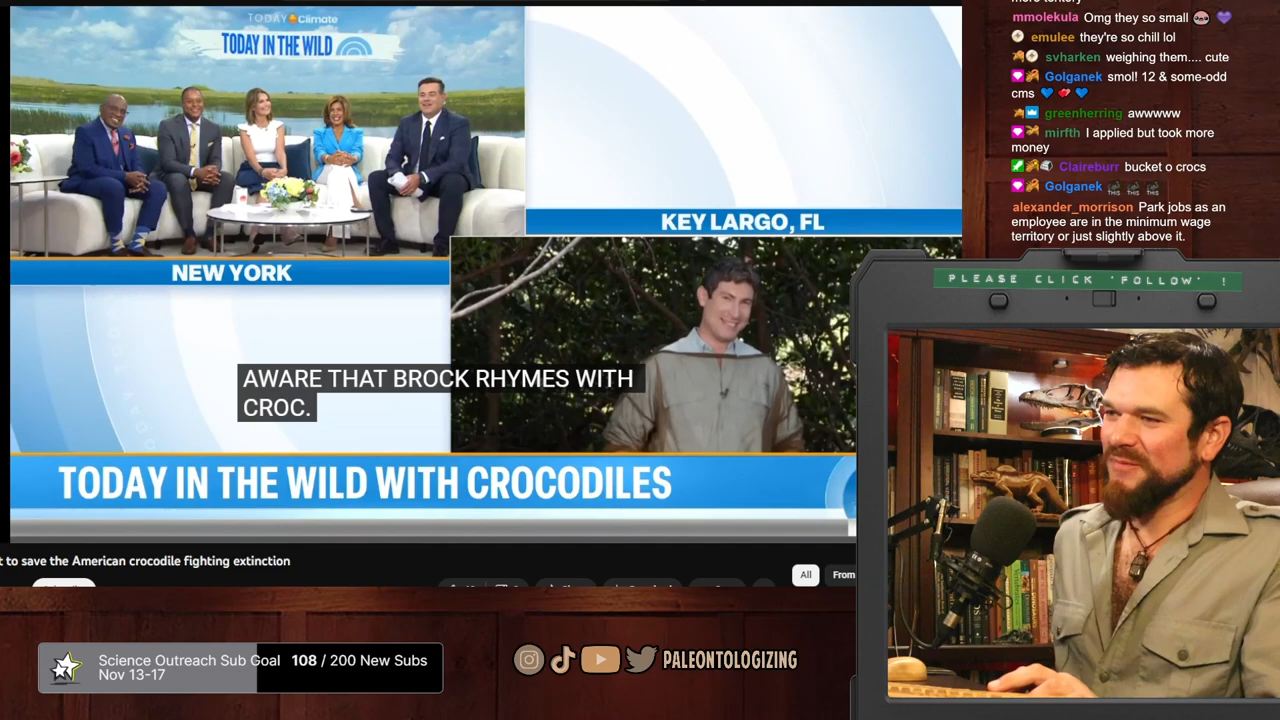 TODAY Climate
TODAY IN THE WILD
KEY LARGO, FL
NEW YORK
AWARE THAT BROCK RHYMES WITH
CROC.
TODAY IN THE WILD WITH CROCODILES
t to save the American crocodile fighting extinction
All
From
mmolekula Omg they so small
emulee they're so chill lol
svharken weighing them.... cute
Golganek smol! 12 & some-odd
cms
greenherring awwwww
mirfth I applied but took more
money
Claireburr bucket o crocs
Golganek THIS THIS THIS
alexander_morrison Park jobs as an
employee are in the minimum wage
territory or just slightly above it.
PLEASE CLICK 'FOLLOW' !
Science Outreach Sub Goal 108 / 200 New Subs
Nov 13-17
PALEONTOLOGIZING